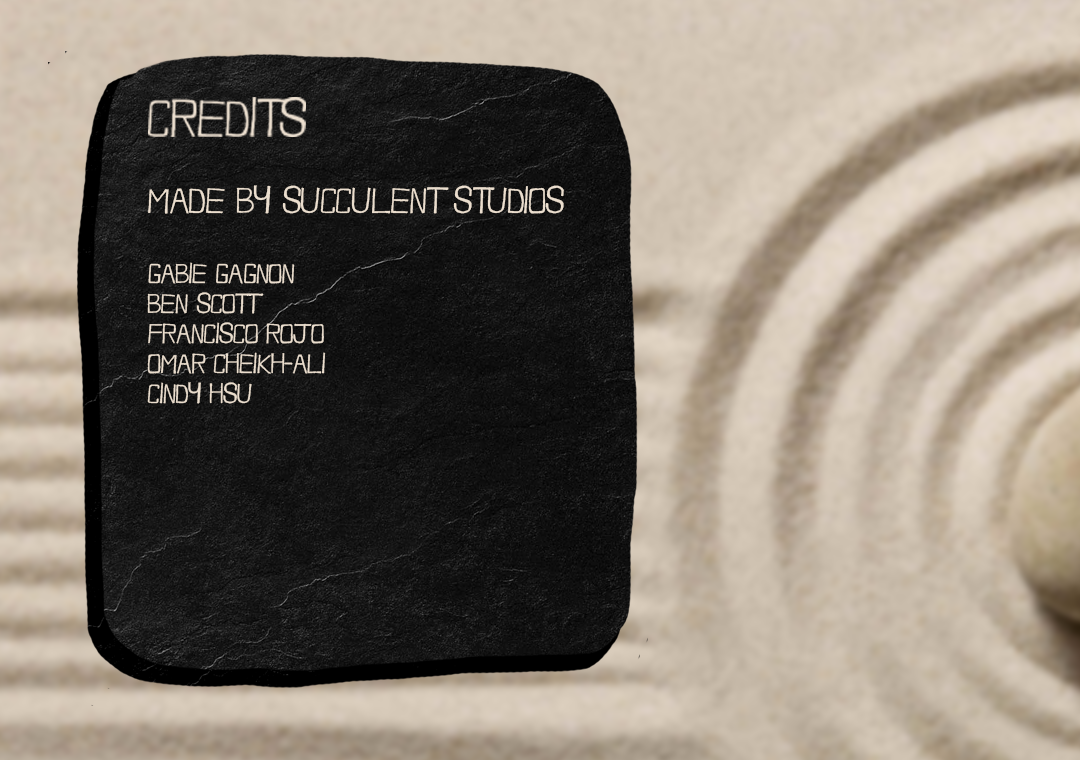 CREDITS
MADE BY SUCCULENT STUDIOS
GABIE GAGNON
BEN SCOTT
FRANCISCO ROJO
OMAR CHEIKH-ALI
CINDY HSU